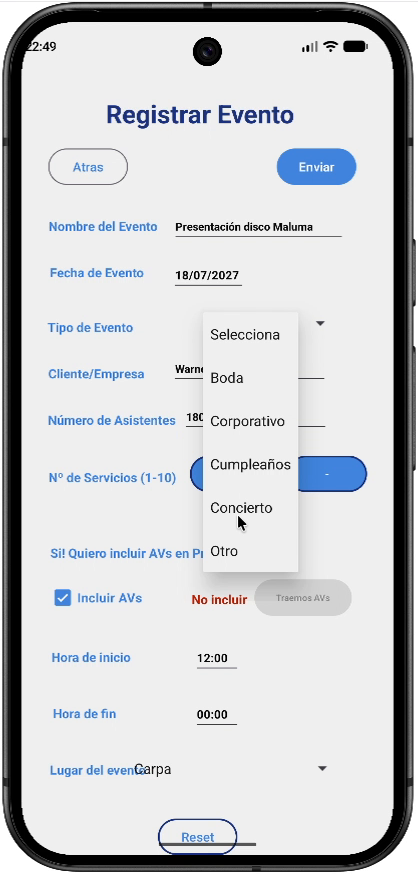 22:49
Registrar Evento
Atras
Enviar
Nombre del Evento Presentación disco Maluma
Fecha de Evento 18/07/2027
Tipo de Evento
Selecciona
Boda
Corporativo
Cumpleaños
Concierto
Otro
Cliente/Empresa
Número de Asistentes 180
Nº de Servicios (1-10) -
Si! Quiero incluir AVs en
Incluir AVs
No incluir
Traemos AVs
Hora de inicio 12:00
Hora de fin 00:00
Lugar del evento Carpa
Reset